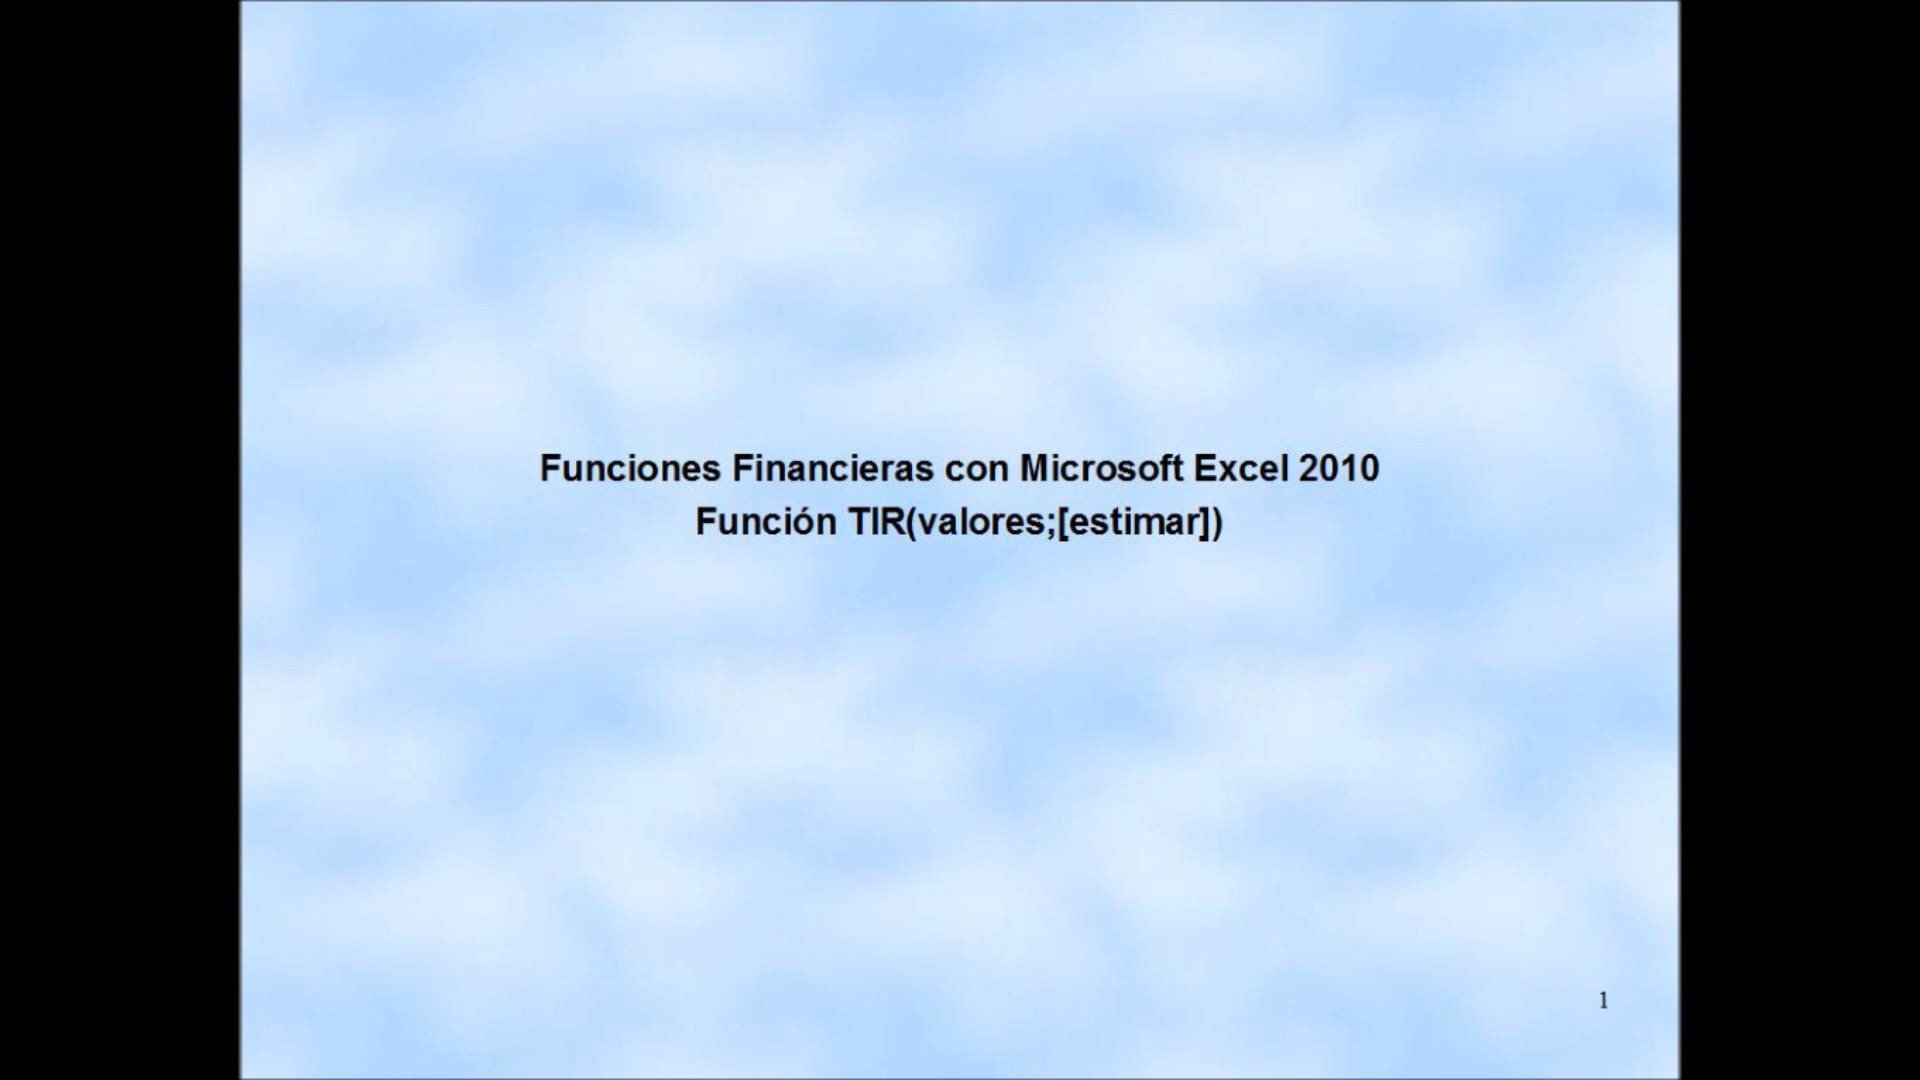 Funciones Financieras con Microsoft Excel 2010
Función TIR(valores;[estimar])
1